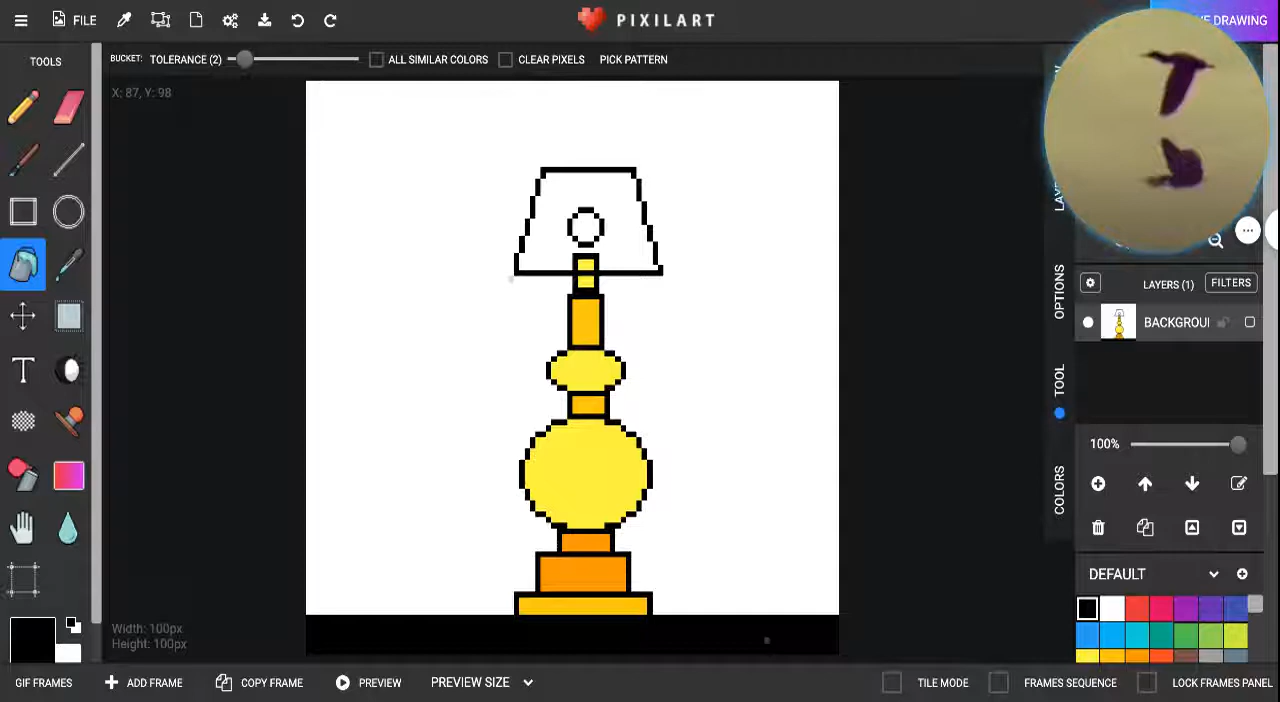 FILE
PIXILART
DRAWING
TOOLS
BUCKET: TOLERANCE (2) ALL SIMILAR COLORS CLEAR PIXELS PICK PATTERN
X: 87, Y: 98
OPTIONS
TOOL
COLORS
LAYERS (1) FILTERS
BACKGROU
100%
DEFAULT
Width: 100px
Height: 100px
GIF FRAMES ADD FRAME COPY FRAME PREVIEW PREVIEW SIZE TILE MODE FRAMES SEQUENCE LOCK FRAMES PANEL